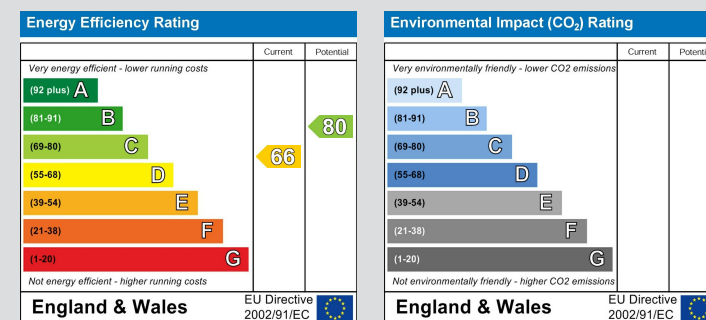 Energy Efficiency Rating
Current Potential
Very energy efficient - lower running costs
(92 plus) A
(81-91) B
(69-80) C
(55-68) D
(39-54) E
(21-38) F
(1-20) G
66
80
Not energy efficient - higher running costs
England & Wales
EU Directive
2002/91/EC
Environmental Impact (CO₂) Rating
Current Potenti
Very environmentally friendly - lower CO2 emissions
(92 plus) A
(81-91) B
(69-80) C
(55-68) D
(39-54) E
(21-38) F
(1-20) G
Not environmentally friendly - higher CO2 emissions
England & Wales
EU Directive
2002/91/EC